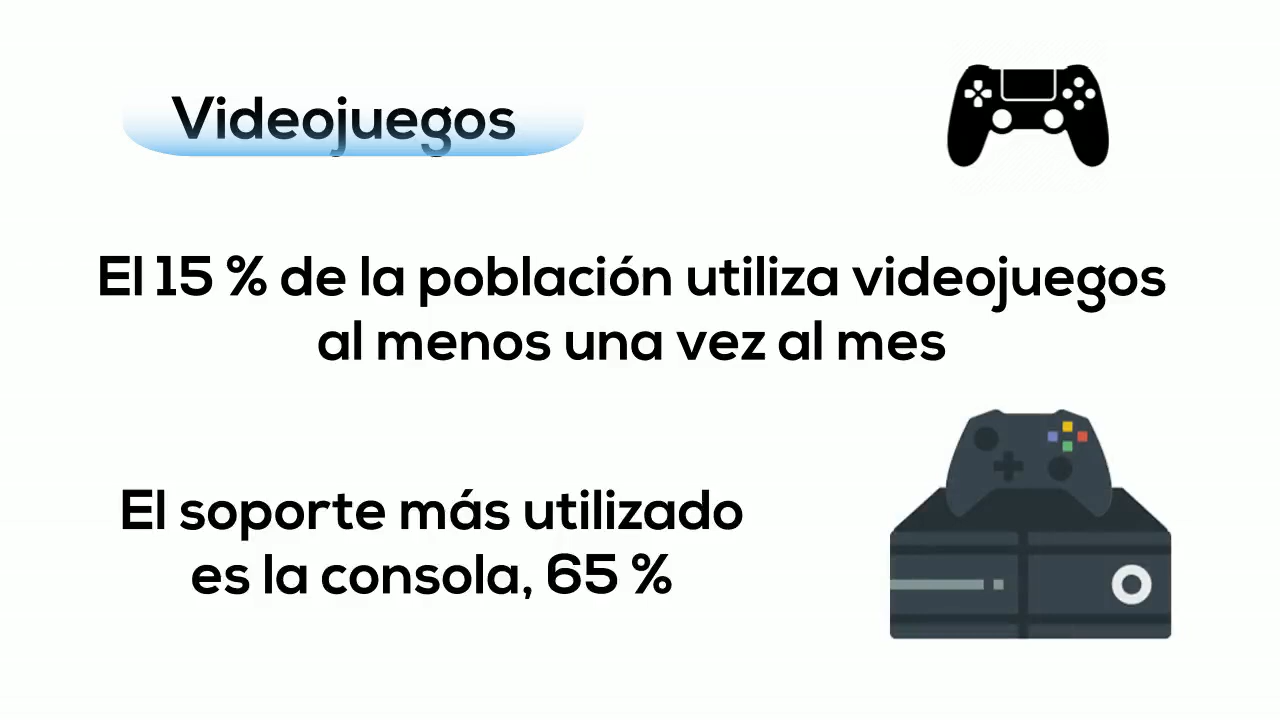 Videojuegos
El 15 % de la población utiliza videojuegos
al menos una vez al mes
El soporte más utilizado
es la consola, 65 %